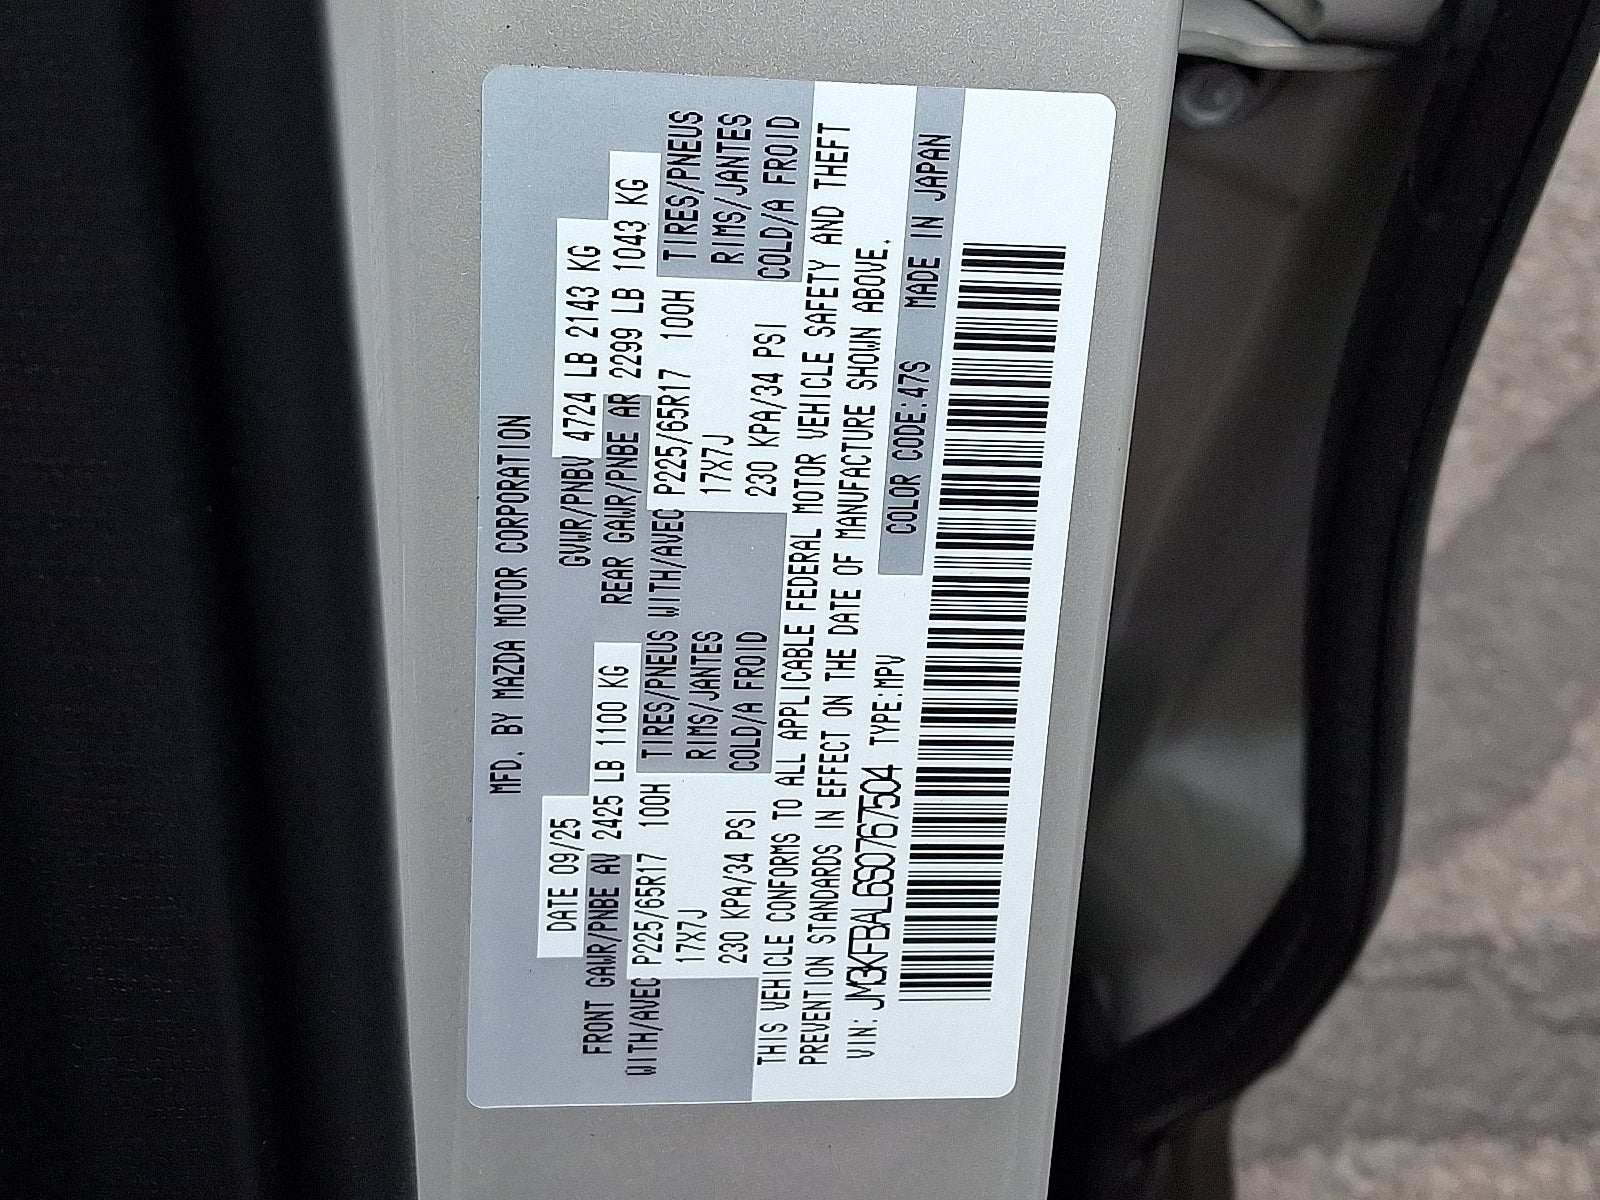 MFD. BY MAZDA MOTOR CORPORATION
DATE 09/25 GVWR/PNBV 4724 LB 2143 KG
FRONT GAWR/PNBE AV 2425 LB 1100 KG REAR GAWR/PNBE AR 2299 LB 1043 KG
WITH/AVEC P225/65R17 100H TIRES/PNEUS WITH/AVEC P225/65R17 100H TIRES/PNEUS
17X7J RIMS/JANTES 17X7J RIMS/JANTES
230 KPA/34 PSI COLD/A FROID 230 KPA/34 PSI COLD/A FROID
THIS VEHICLE CONFORMS TO ALL APPLICABLE FEDERAL MOTOR VEHICLE SAFETY AND THEFT
PREVENTION STANDARDS IN EFFECT ON THE DATE OF MANUFACTURE SHOWN ABOVE.
VIN: JM3KFBAL6S0767504 TYPE:MPV COLOR CODE:47S MADE IN JAPAN